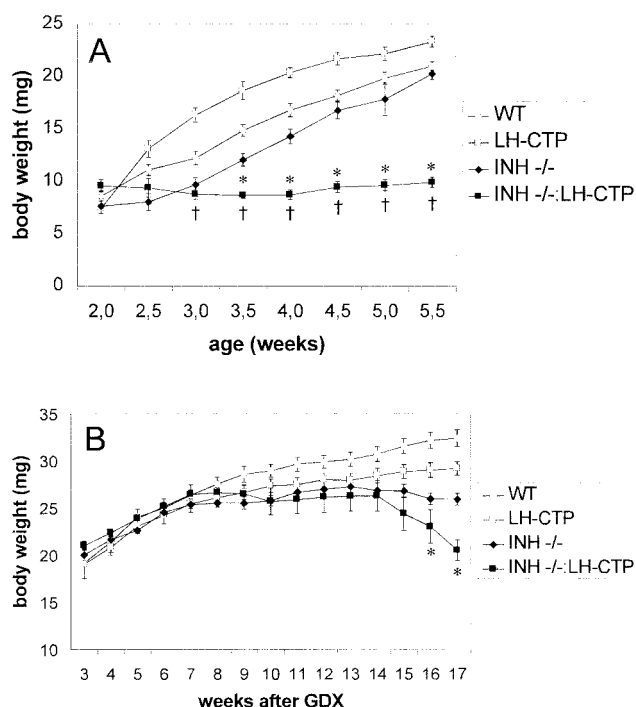 A
body weight (mg)
25
20
15
10
5
0
* * * * *
† † † † † †
2,0 2,5 3,0 3,5 4,0 4,5 5,0 5,5
age (weeks)
WT
LH-CTP
INH -/-
INH -/-:LH-CTP
B
body weight (mg)
35
30
25
20
15
10
* *
3 4 5 6 7 8 9 10 11 12 13 14 15 16 17
weeks after GDX
WT
LH-CTP
INH -/-
INH -/-:LH-CTP